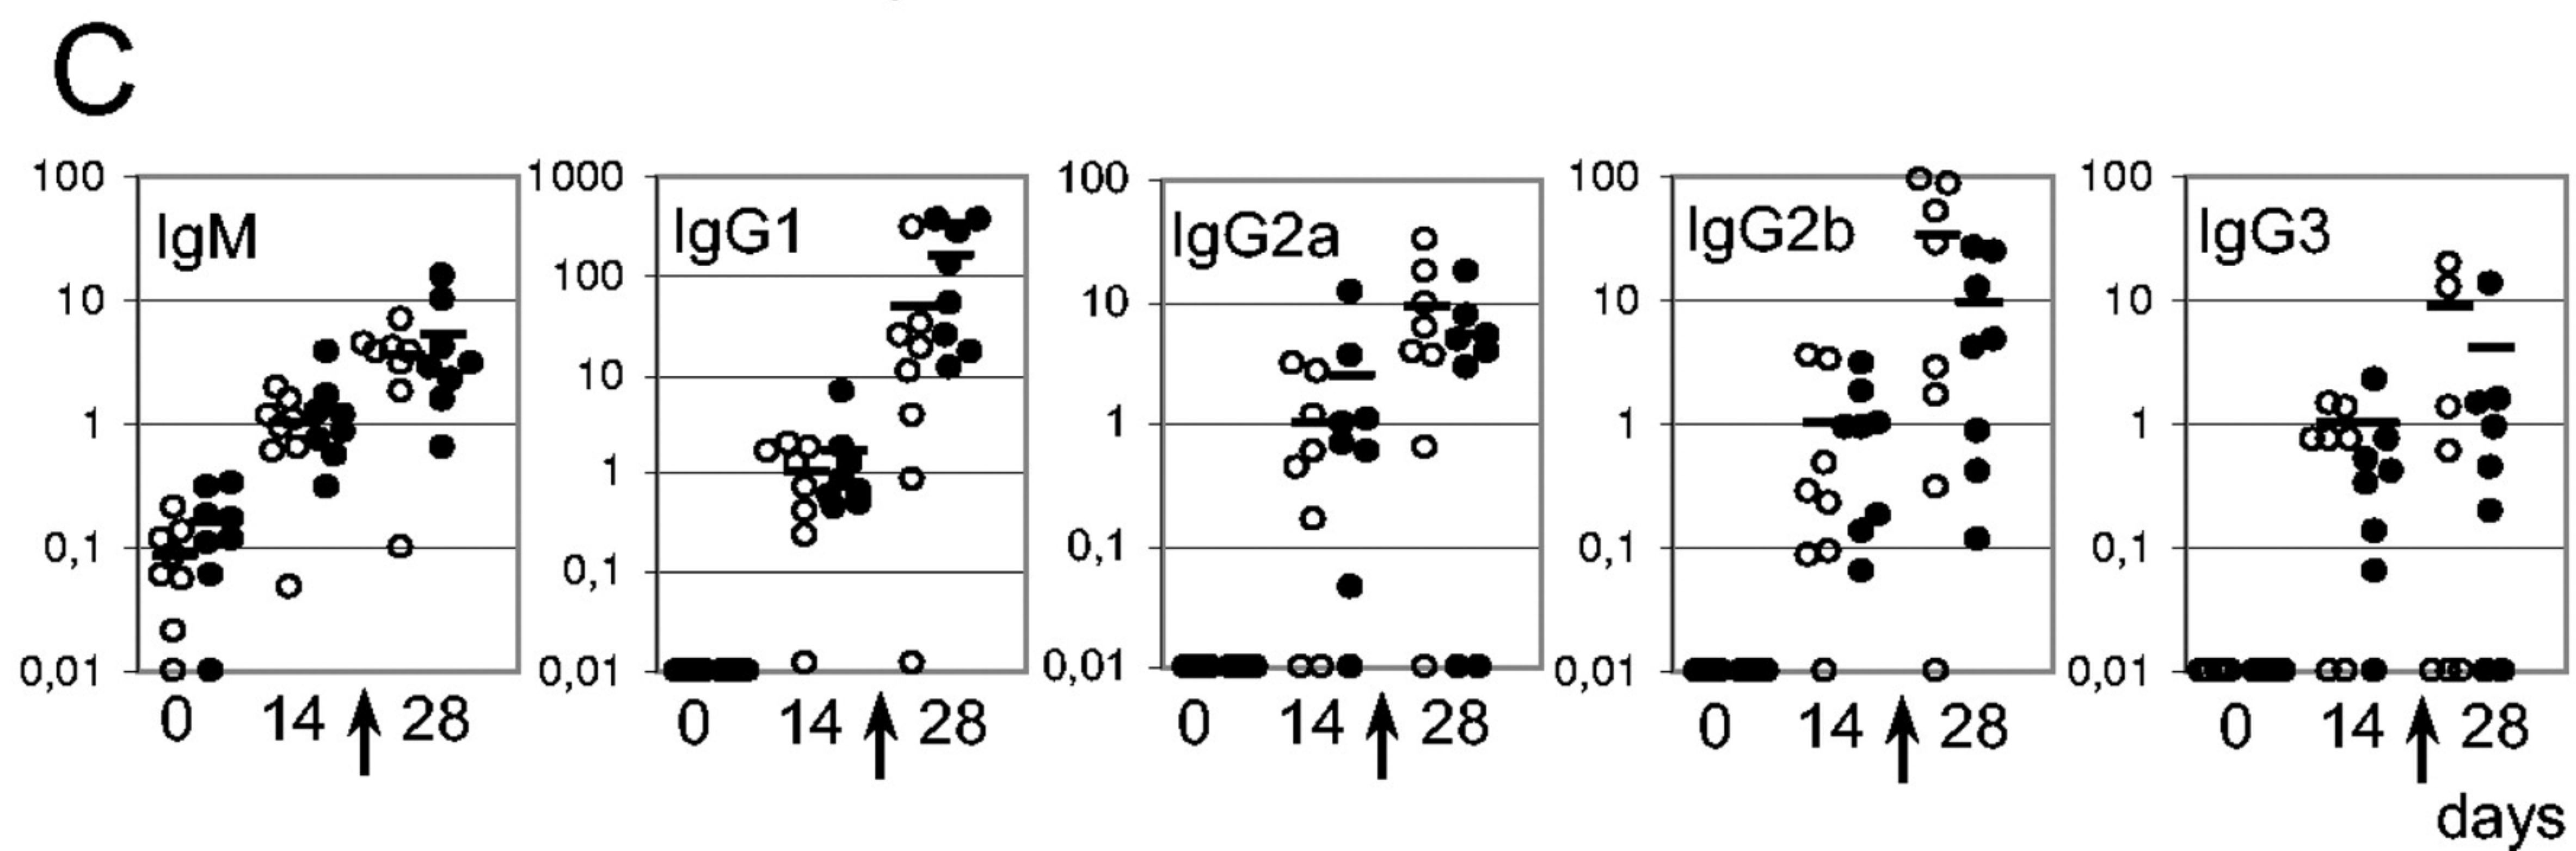 C
100 1000 100 100 100
IgM IgG1 IgG2a IgG2b IgG3
100
10 10 10 10
10
1 1 1 1 1
0,1 0,1 0,1 0,1 0,1
0,01 0,01 0,01 0,01 0,01
0 14 28 0 14 28 0 14 28 0 14 28 0 14 28
days